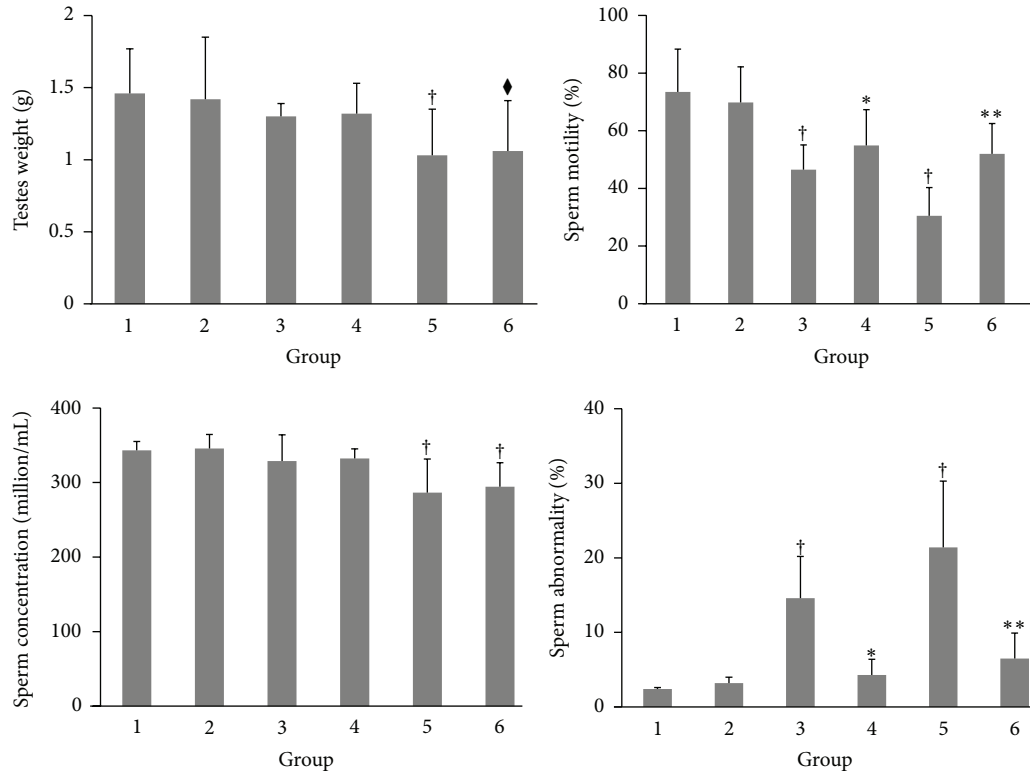 Testes weight (g)
2
1.5
1
0.5
0
†
♦
1 2 3 4 5 6
Group
Sperm motility (%)
100
80
60
40
20
0
†
*
†
**
1 2 3 4 5 6
Group
Sperm concentration (million/mL)
400
300
200
100
0
† †
1 2 3 4 5 6
Group
Sperm abnormality (%)
40
30
20
10
0
†
*
†
**
1 2 3 4 5 6
Group